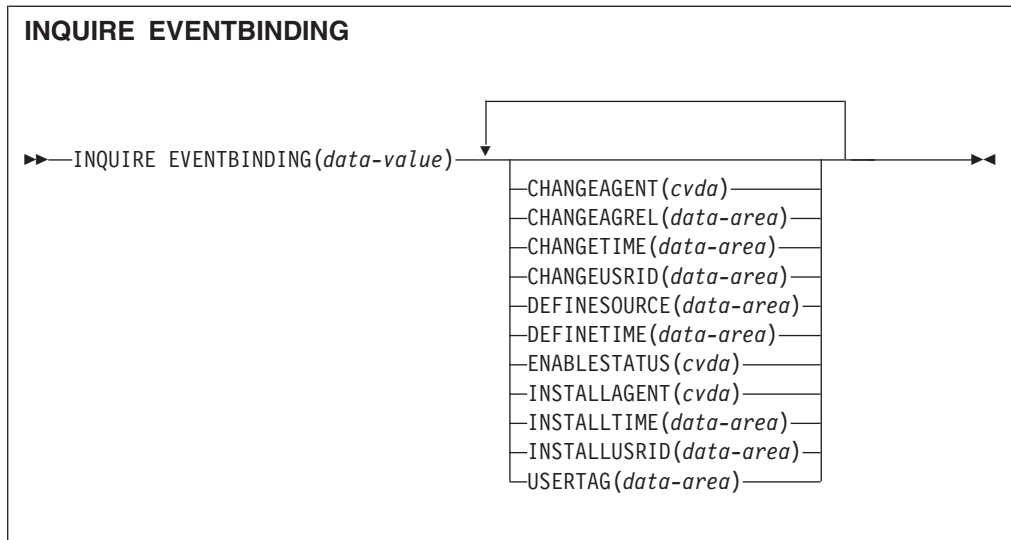 INQUIRE EVENTBINDING
INQUIRE EVENTBINDING(data-value)
CHANGEAGENT(cvda)
CHANGEAGREL(data-area)
CHANGETIME(data-area)
CHANGEUSRID(data-area)
DEFINESOURCE(data-area)
DEFINETIME(data-area)
ENABLESTATUS(cvda)
INSTALLAGENT(cvda)
INSTALLTIME(data-area)
INSTALLUSRID(data-area)
USERTAG(data-area)